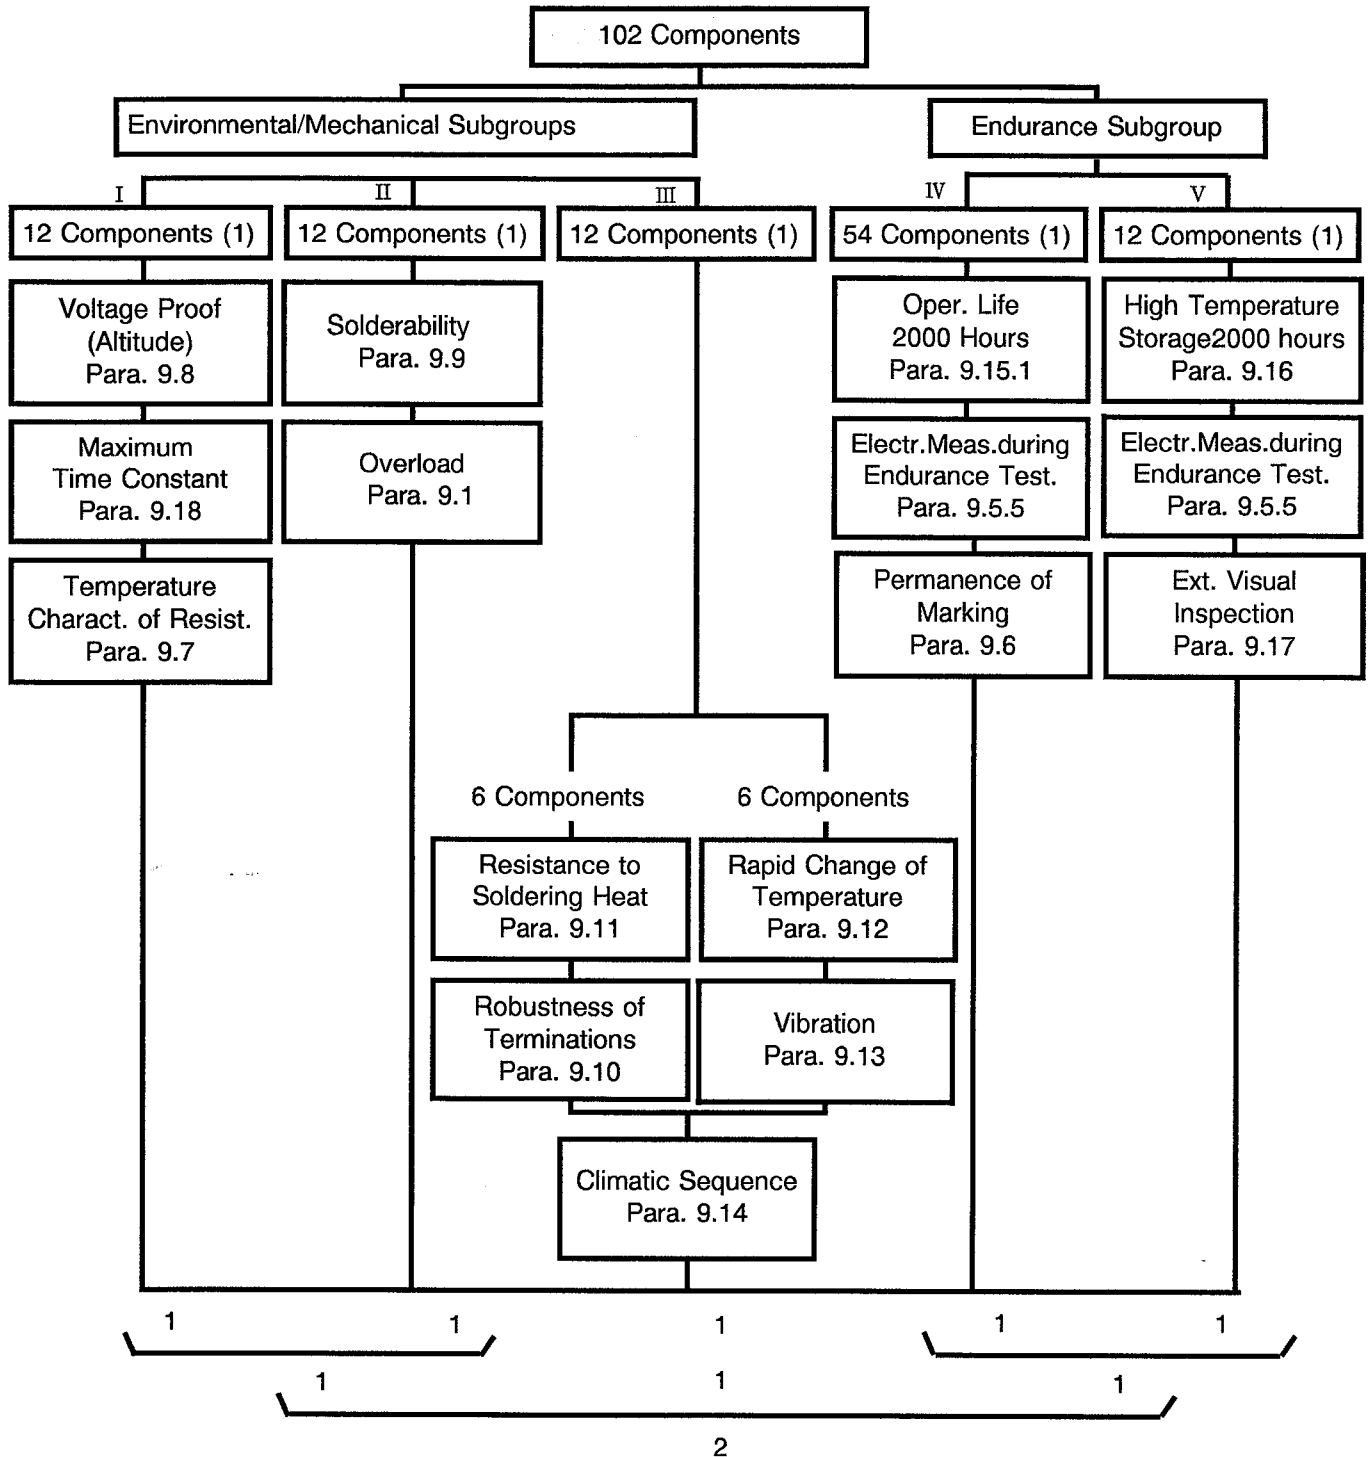 102 Components
Environmental/Mechanical Subgroups
Endurance Subgroup
I
II
III
IV
V
12 Components (1)
12 Components (1)
12 Components (1)
54 Components (1)
12 Components (1)
Voltage Proof
(Altitude)
Para. 9.8
Solderability
Para. 9.9
Oper. Life
2000 Hours
Para. 9.15.1
High Temperature
Storage2000 hours
Para. 9.16
Maximum
Time Constant
Para. 9.18
Overload
Para. 9.1
Electr.Meas.during
Endurance Test.
Para. 9.5.5
Electr.Meas.during
Endurance Test.
Para. 9.5.5
Temperature
Charact. of Resist.
Para. 9.7
Permanence of
Marking
Para. 9.6
Ext. Visual
Inspection
Para. 9.17
6 Components
6 Components
Resistance to
Soldering Heat
Para. 9.11
Rapid Change of
Temperature
Para. 9.12
Robustness of
Terminations
Para. 9.10
Vibration
Para. 9.13
Climatic Sequence
Para. 9.14
1
1
1
1
1
1
1
1
2